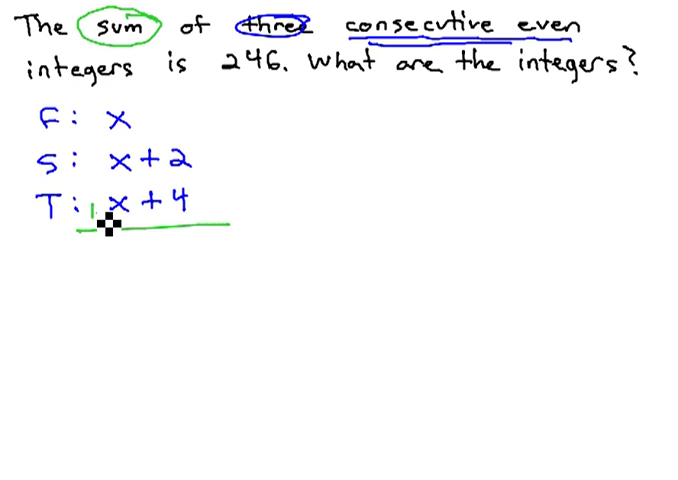 The sum of three consecutive even
integers is 246. What are the integers?
F: x
S: x + 2
T: x + 4